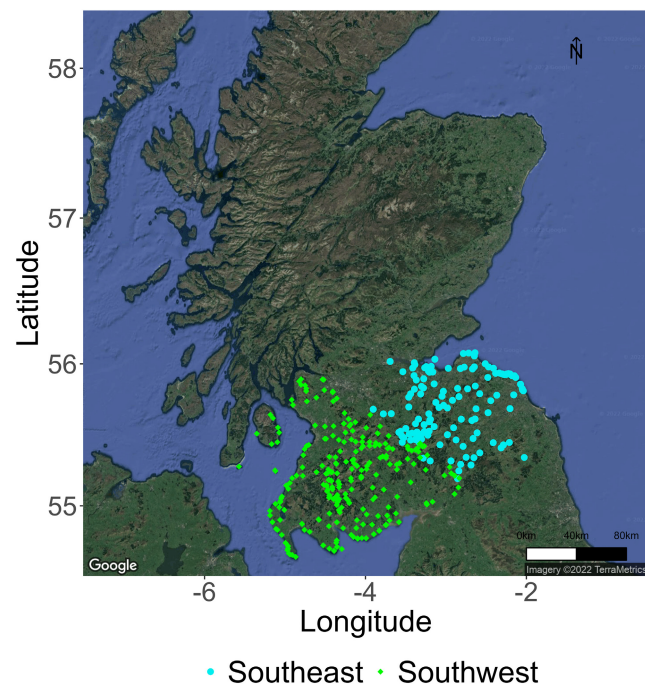 58
57
56
55
Latitude
N
0km 40km 80km
Google
Imagery ©2022 TerraMetrics
-6 -4 -2
Longitude
Southeast Southwest